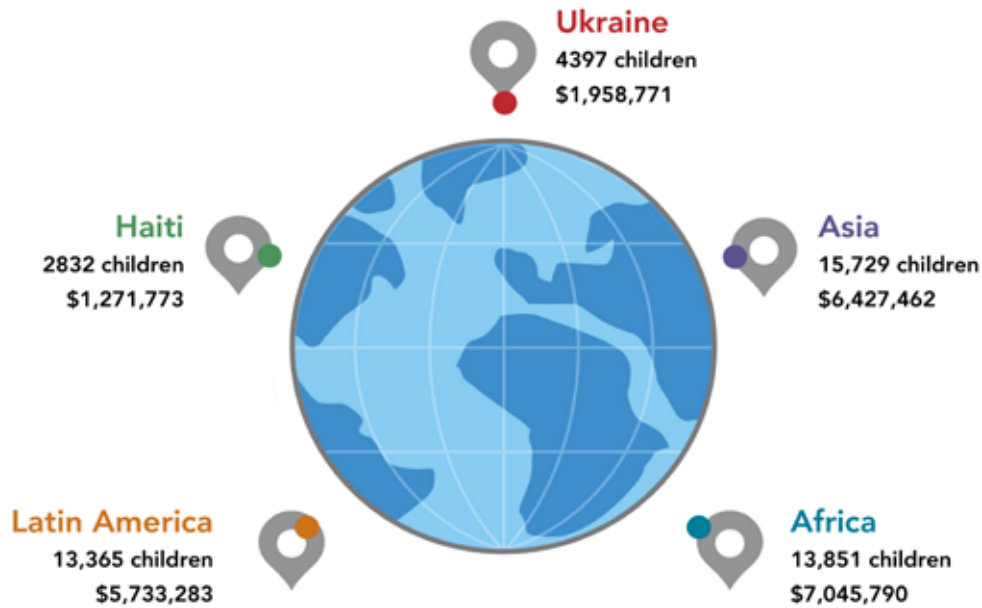 Ukraine
4397 children
$1,958,771
Haiti
2832 children
$1,271,773
Asia
15,729 children
$6,427,462
Latin America
13,365 children
$5,733,283
Africa
13,851 children
$7,045,790